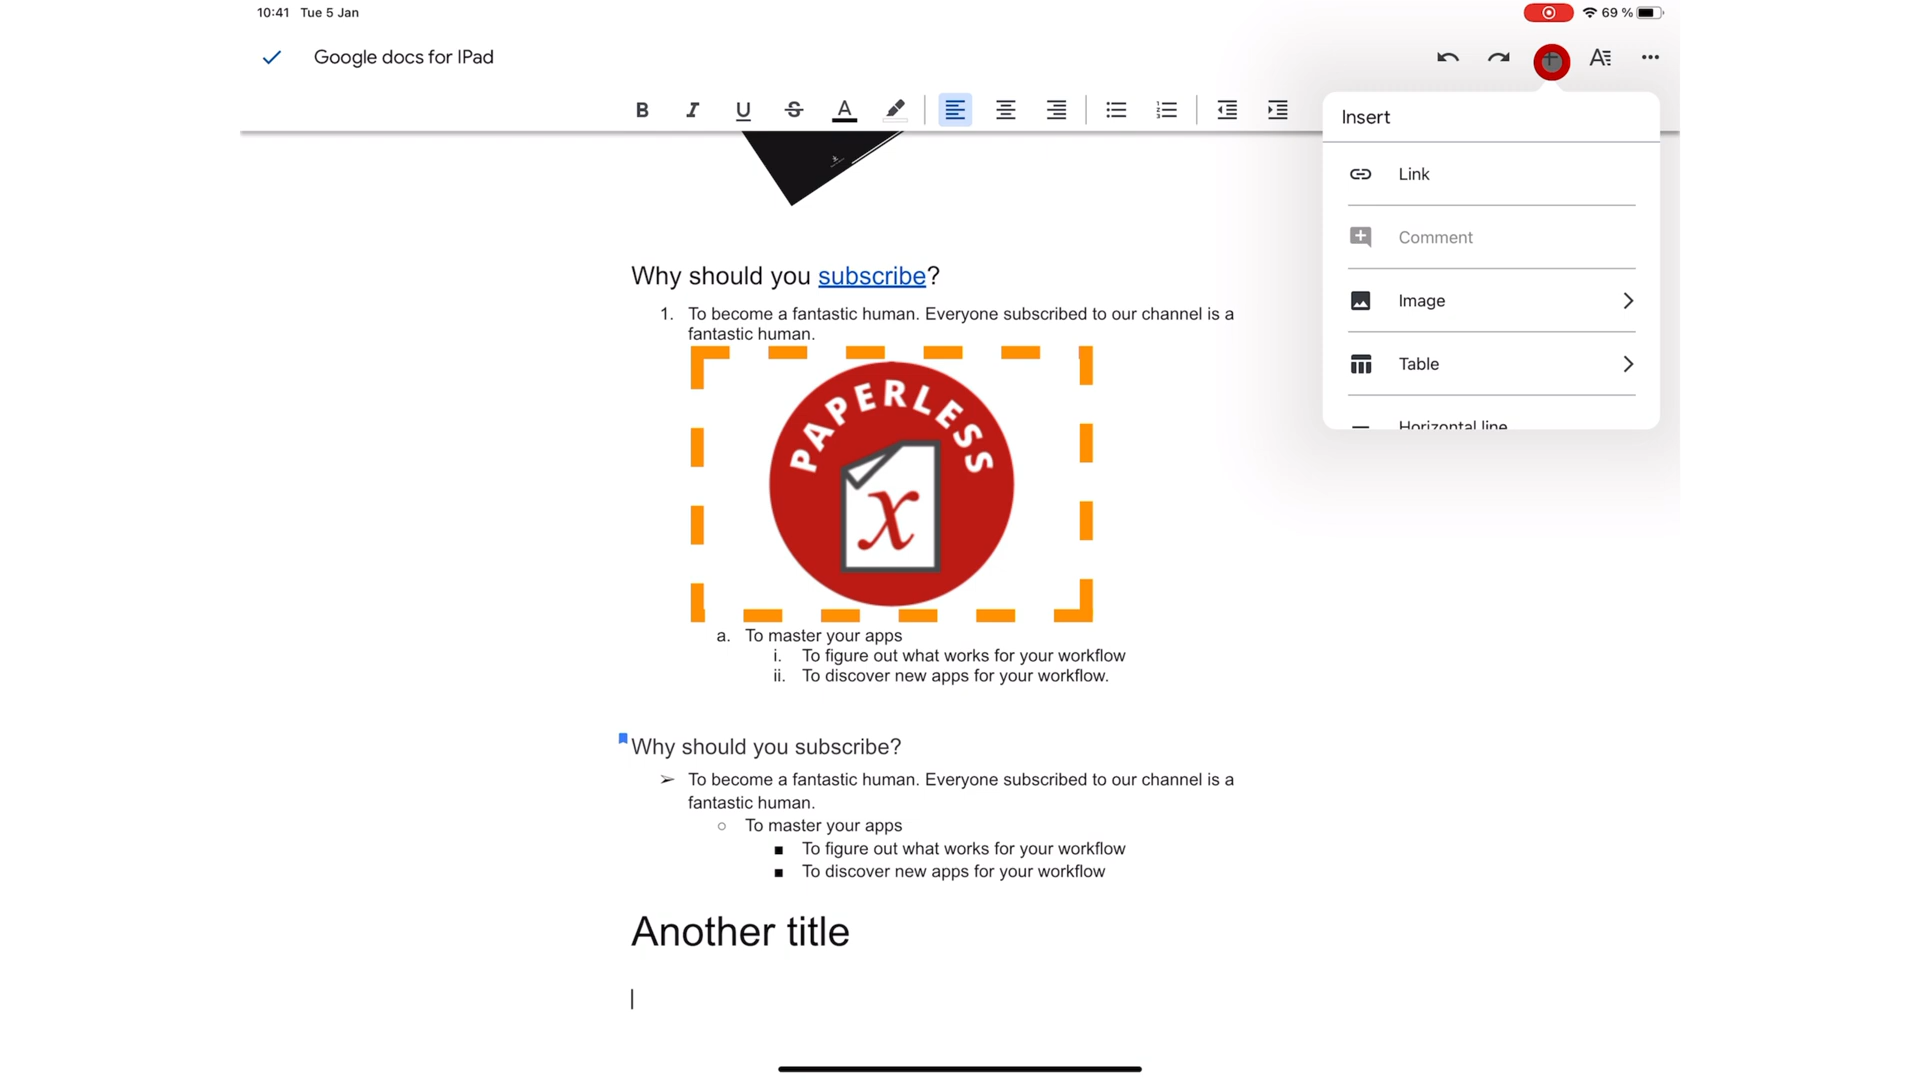 10:41 Tue 5 Jan
69 %
Google docs for IPad
Insert
Link
Comment
Image
Table
Horizontal line
Why should you subscribe?
1. To become a fantastic human. Everyone subscribed to our channel is a
fantastic human.
PAPERLESS
x
a. To master your apps
i. To figure out what works for your workflow
ii. To discover new apps for your workflow.
Why should you subscribe?
➢ To become a fantastic human. Everyone subscribed to our channel is a
fantastic human.
○ To master your apps
■ To figure out what works for your workflow
■ To discover new apps for your workflow
Another title